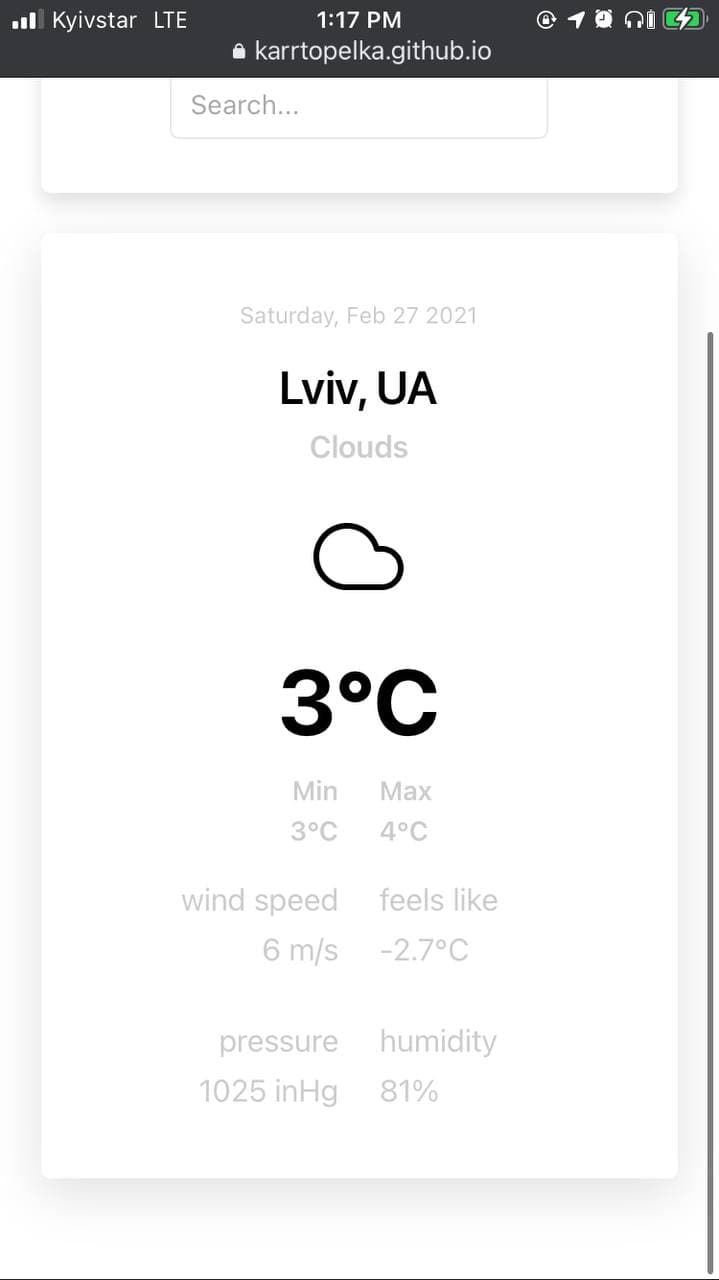 Kyivstar LTE 1:17 PM
karrtopelka.github.io
Search...
Saturday, Feb 27 2021
Lviv, UA
Clouds
3°C
Min Max
3°C 4°C
wind speed feels like
6 m/s -2.7°C
pressure humidity
1025 inHg 81%